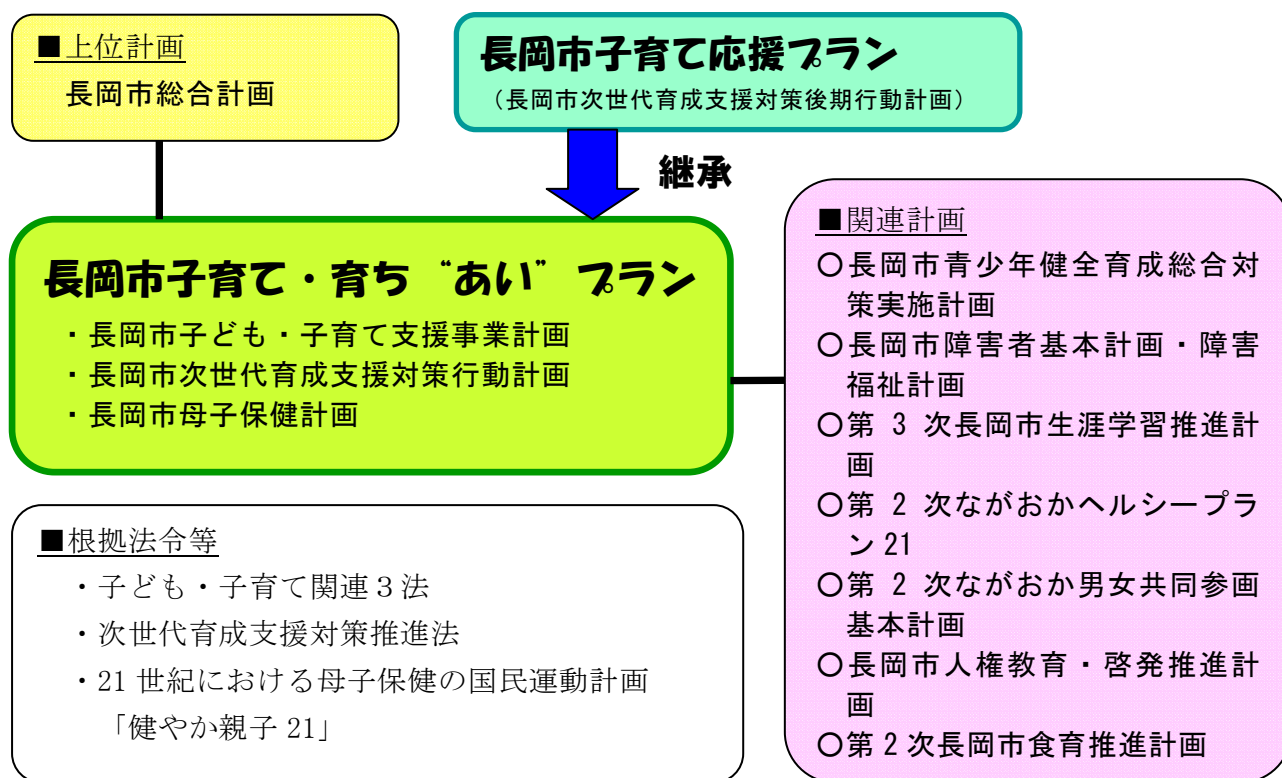 ■上位計画
長岡市総合計画
長岡市子育て応援プラン
（長岡市次世代育成支援対策後期行動計画）
継承
長岡市子育て・育ち“あい”プラン
・長岡市子ども・子育て支援事業計画
・長岡市次世代育成支援対策行動計画
・長岡市母子保健計画
■関連計画
○長岡市青少年健全育成総合対
策実施計画
○長岡市障害者基本計画・障害
福祉計画
○第 3 次長岡市生涯学習推進計
画
○第 2 次ながおかヘルシープラ
ン 21
○第 2 次ながおか男女共同参画
基本計画
○長岡市人権教育・啓発推進計
画
○第 2 次長岡市食育推進計画
■根拠法令等
・子ども・子育て関連３法
・次世代育成支援対策推進法
・21 世紀における母子保健の国民運動計画
「健やか親子 21」